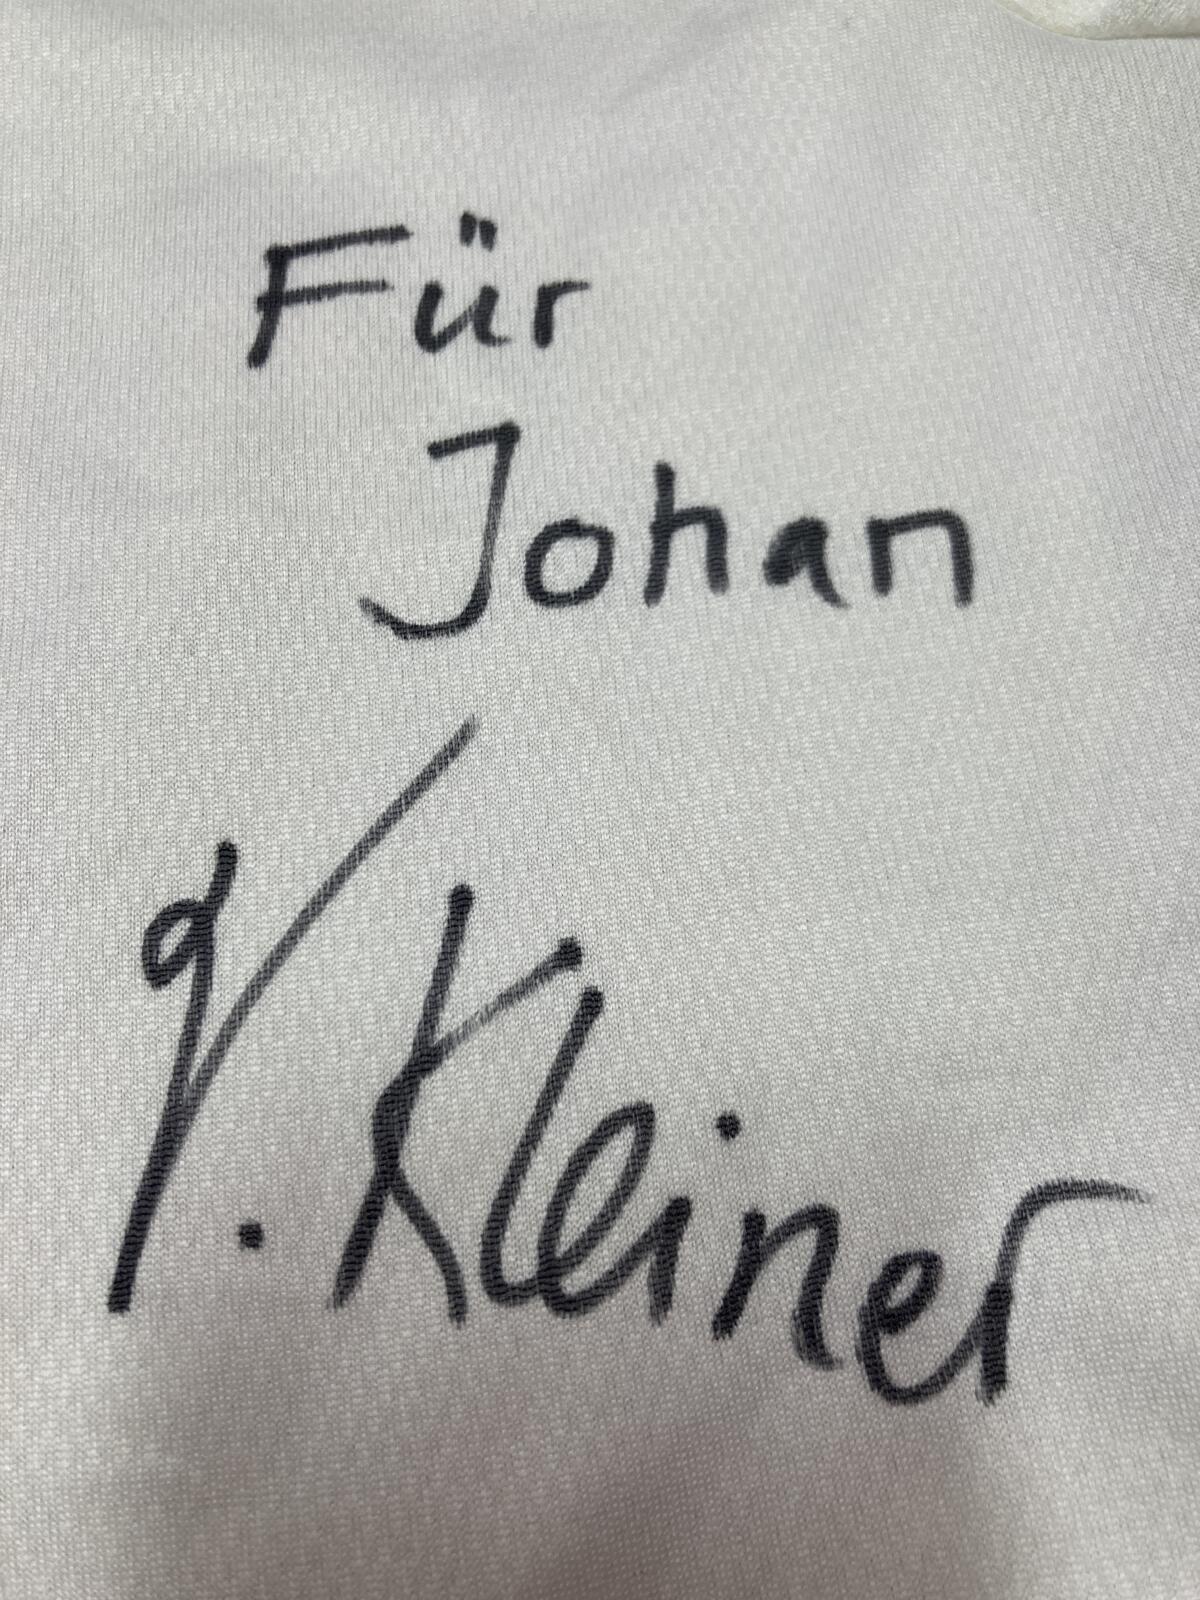 Für
Johan
V. Kleiner